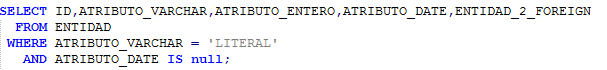 SELECT ID,ATRIBUTO_VARCHAR,ATRIBUTO_ENTERO,ATRIBUTO_DATE,ENTIDAD_2_FOREIGN
FROM ENTIDAD
WHERE ATRIBUTO_VARCHAR = 'LITERAL'
AND ATRIBUTO_DATE IS null;